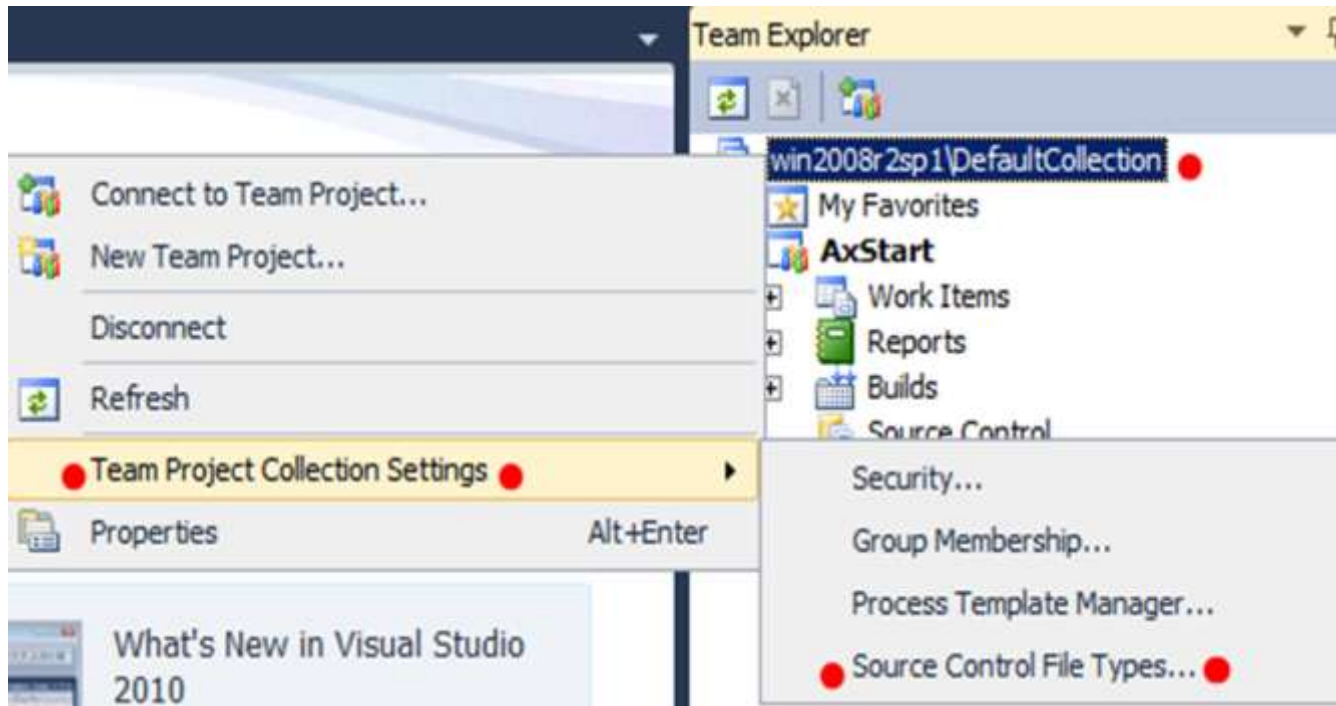 Team Explorer
win2008r2sp1\DefaultCollection
My Favorites
AxStart
Work Items
Reports
Builds
Source Control
Connect to Team Project...
New Team Project...
Disconnect
Refresh
Team Project Collection Settings
Properties Alt+Enter
Security...
Group Membership...
Process Template Manager...
Source Control File Types...
What's New in Visual Studio
2010